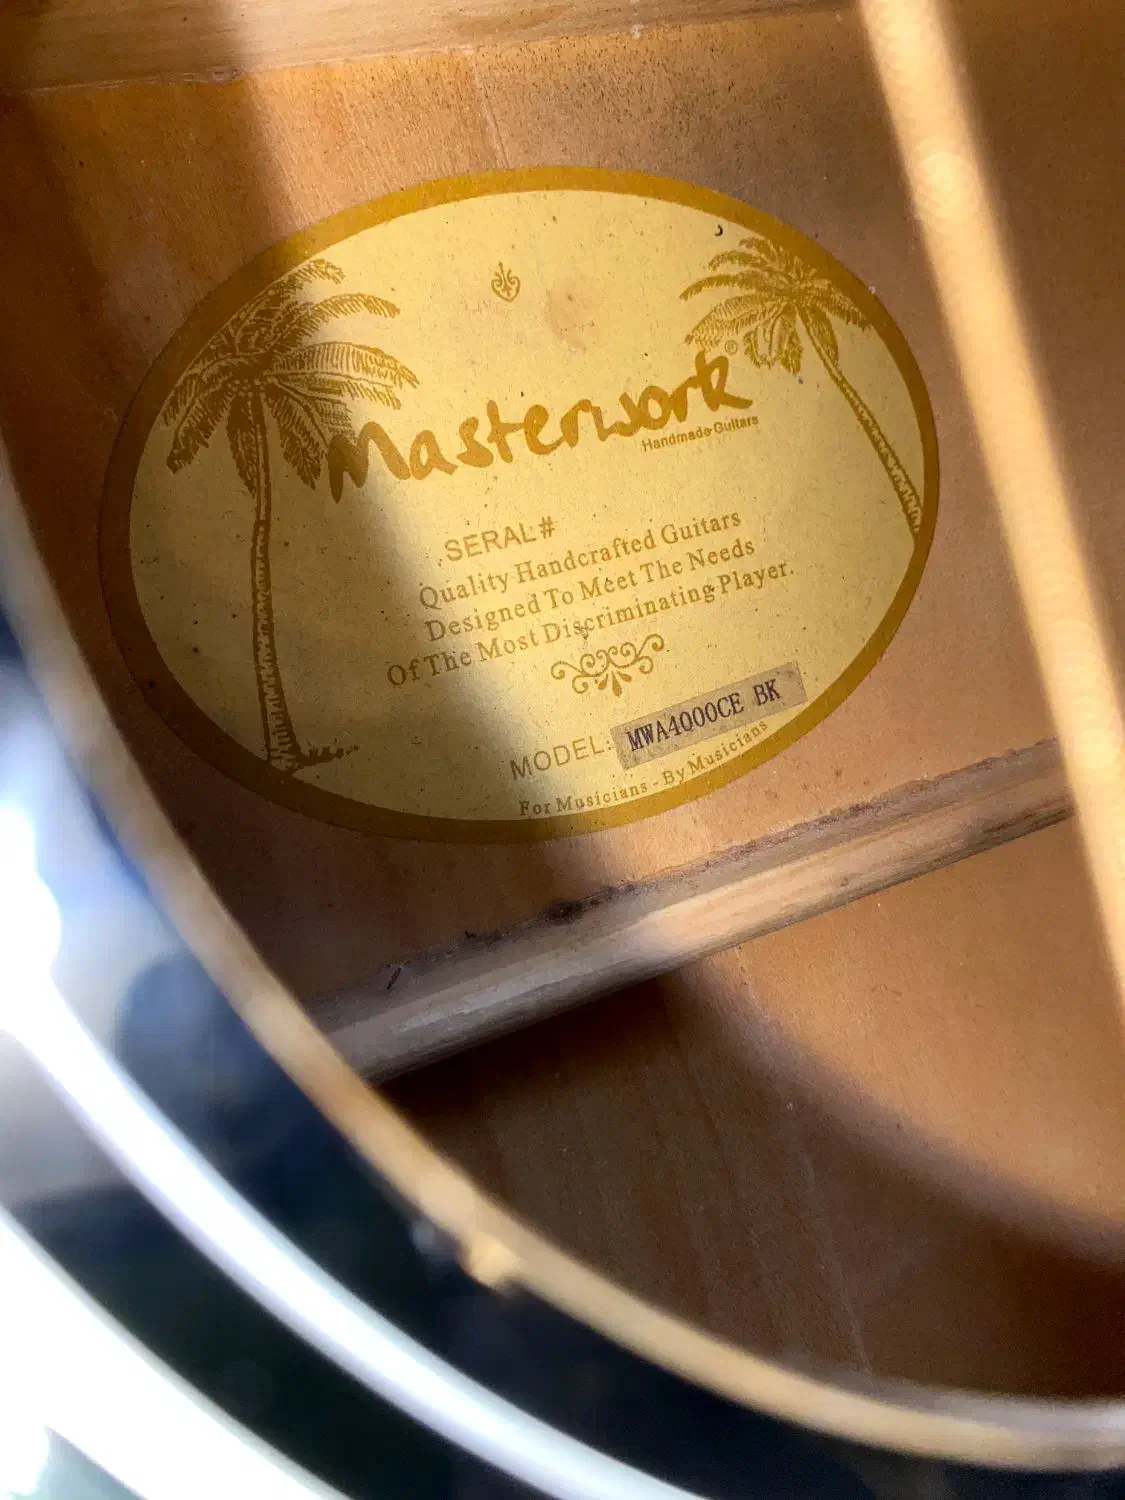 Masterwork®
Handmade Guitars
SERAL#
Quality Handcrafted Guitars
Designed To Meet The Needs
Of The Most Discriminating Player.
MODEL: MWA4000CE BK
For Musicians - By Musicians